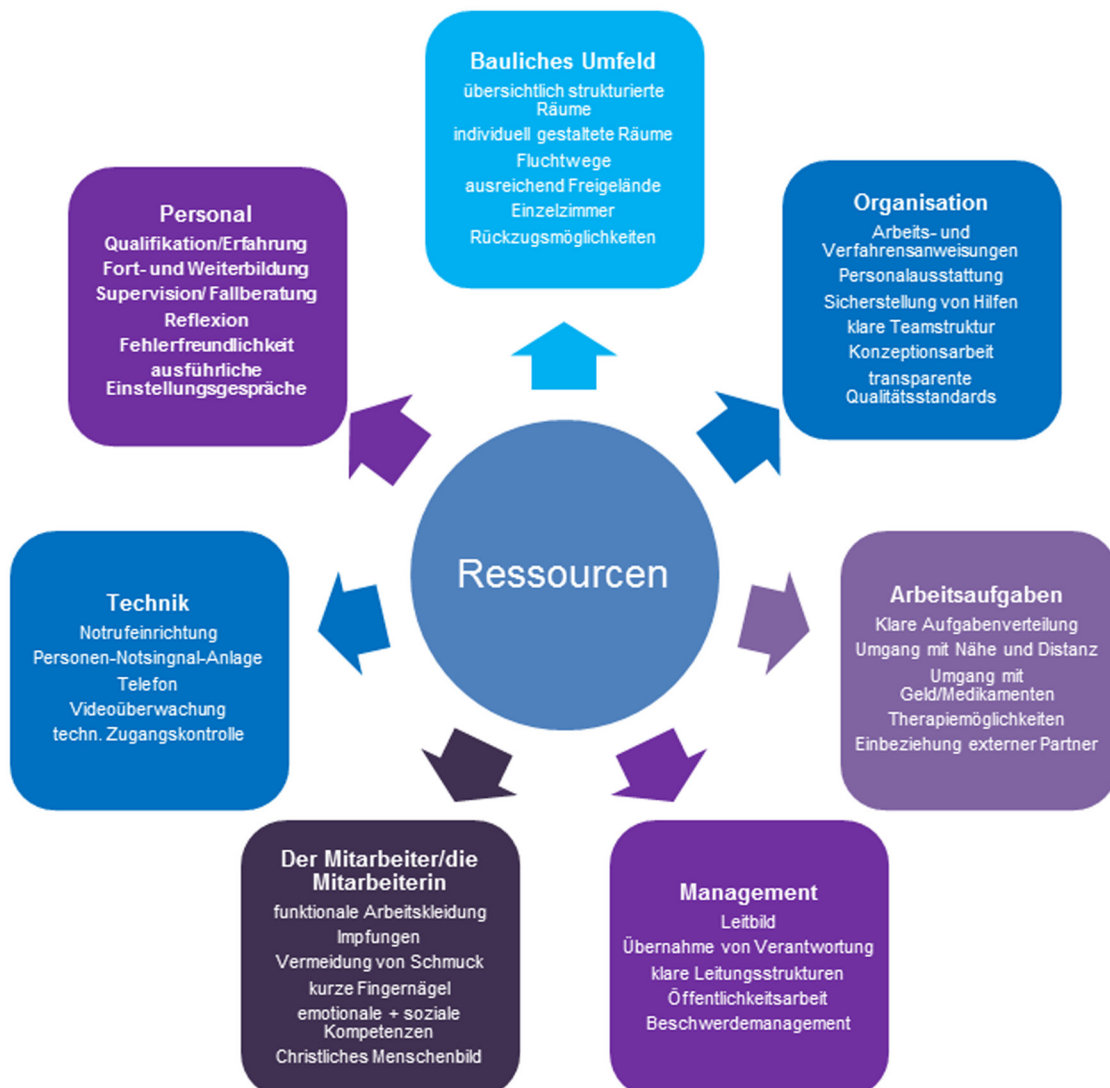 Bauliches Umfeld
übersichtlich strukturierte
Räume
individuell gestaltete Räume
Fluchtwege
ausreichend Freigelände
Einzelzimmer
Rückzugsmöglichkeiten
Organisation
Arbeits- und
Verfahrensanweisungen
Personalausstattung
Sicherstellung von Hilfen
klare Teamstruktur
Konzeptionsarbeit
transparente
Qualitätsstandards
Arbeitsaufgaben
Klare Aufgabenverteilung
Umgang mit Nähe und Distanz
Umgang mit
Geld/Medikamenten
Therapiemöglichkeiten
Einbeziehung externer Partner
Management
Leitbild
Übernahme von Verantwortung
klare Leitungsstrukturen
Öffentlichkeitsarbeit
Beschwerdemanagement
Der Mitarbeiter/die
Mitarbeiterin
funktionale Arbeitskleidung
Impfungen
Vermeidung von Schmuck
kurze Fingernägel
emotionale + soziale
Kompetenzen
Christliches Menschenbild
Technik
Notrufeinrichtung
Personen-Notsingnal-Anlage
Telefon
Videoüberwachung
techn. Zugangskontrolle
Personal
Qualifikation/Erfahrung
Fort- und Weiterbildung
Supervision/ Fallberatung
Reflexion
Fehlerfreundlichkeit
ausführliche
Einstellungsgespräche
Ressourcen